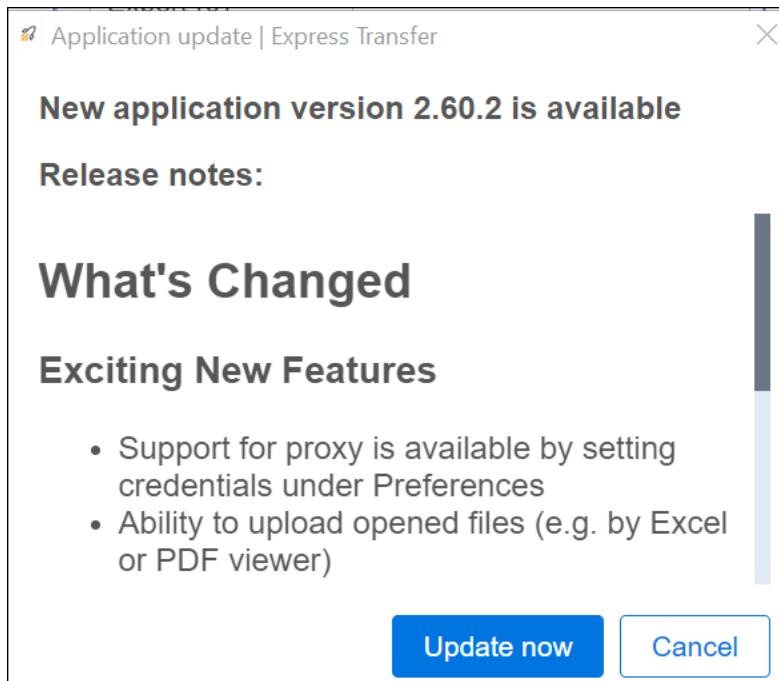 Application update | Express Transfer
New application version 2.60.2 is available
Release notes:
What's Changed
Exciting New Features
• Support for proxy is available by setting
credentials under Preferences
• Ability to upload opened files (e.g. by Excel
or PDF viewer)
Update now
Cancel